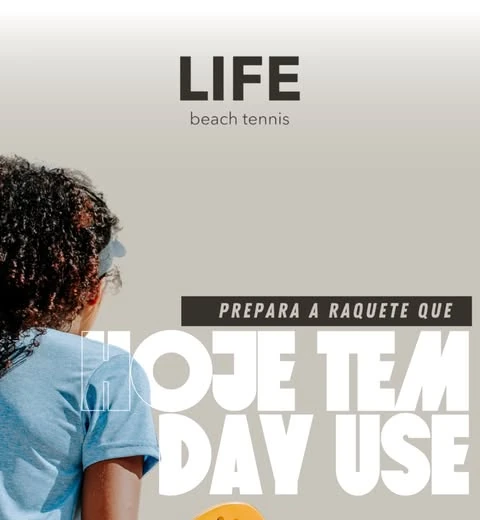 LIFE
beach tennis
PREPARA A RAQUETE QUE
HOJE TEM
DAY USE